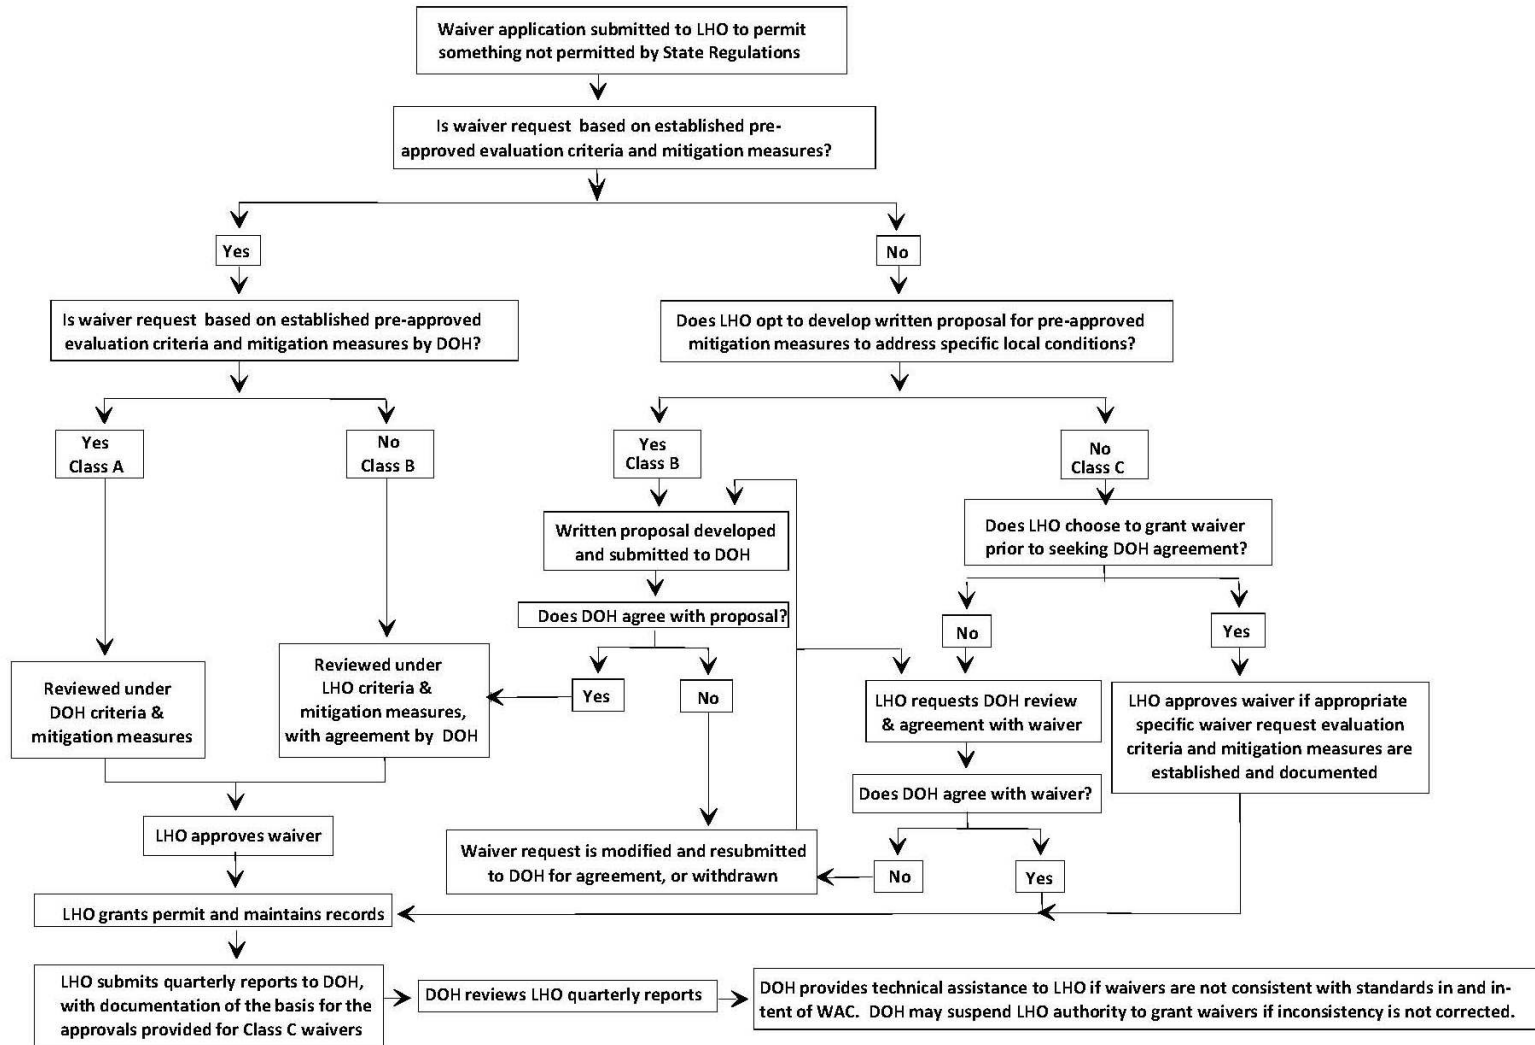 Waiver application submitted to LHO to permit
something not permitted by State Regulations
Is waiver request based on established pre-
approved evaluation criteria and mitigation measures?
Yes
No
Is waiver request based on established pre-approved
evaluation criteria and mitigation measures by DOH?
Does LHO opt to develop written proposal for pre-approved
mitigation measures to address specific local conditions?
Yes
Class A
No
Class B
Yes
Class B
No
Class C
Written proposal developed
and submitted to DOH
Does LHO choose to grant waiver
prior to seeking DOH agreement?
Does DOH agree with proposal?
No
Yes
Reviewed under
DOH criteria &
mitigation measures
Reviewed under
LHO criteria &
mitigation measures,
with agreement by DOH
Yes
No
LHO requests DOH review
& agreement with waiver
LHO approves waiver if appropriate
specific waiver request evaluation
criteria and mitigation measures are
established and documented
Does DOH agree with waiver?
LHO approves waiver
Waiver request is modified and resubmitted
to DOH for agreement, or withdrawn
No
Yes
LHO grants permit and maintains records
LHO submits quarterly reports to DOH,
with documentation of the basis for the
approvals provided for Class C waivers
DOH reviews LHO quarterly reports
DOH provides technical assistance to LHO if waivers are not consistent with standards in and in-
tent of WAC. DOH may suspend LHO authority to grant waivers if inconsistency is not corrected.